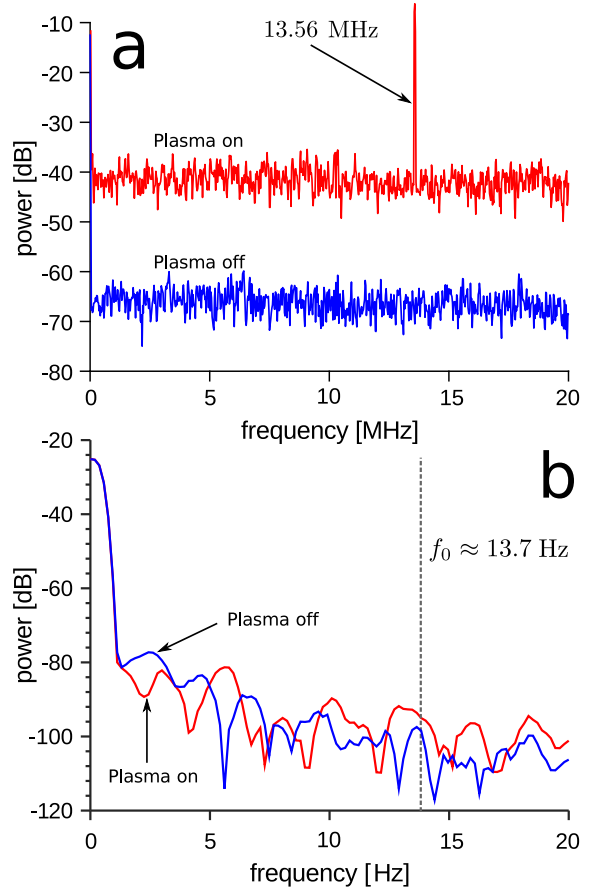 a
13.56 MHz
Plasma on
Plasma off
power [dB]
-10
-20
-30
-40
-50
-60
-70
-80
0
5
10
15
20
frequency [MHz]
b
f₀ ≈ 13.7 Hz
Plasma off
Plasma on
power [dB]
-20
-40
-60
-80
-100
-120
0
5
10
15
20
frequency [Hz]